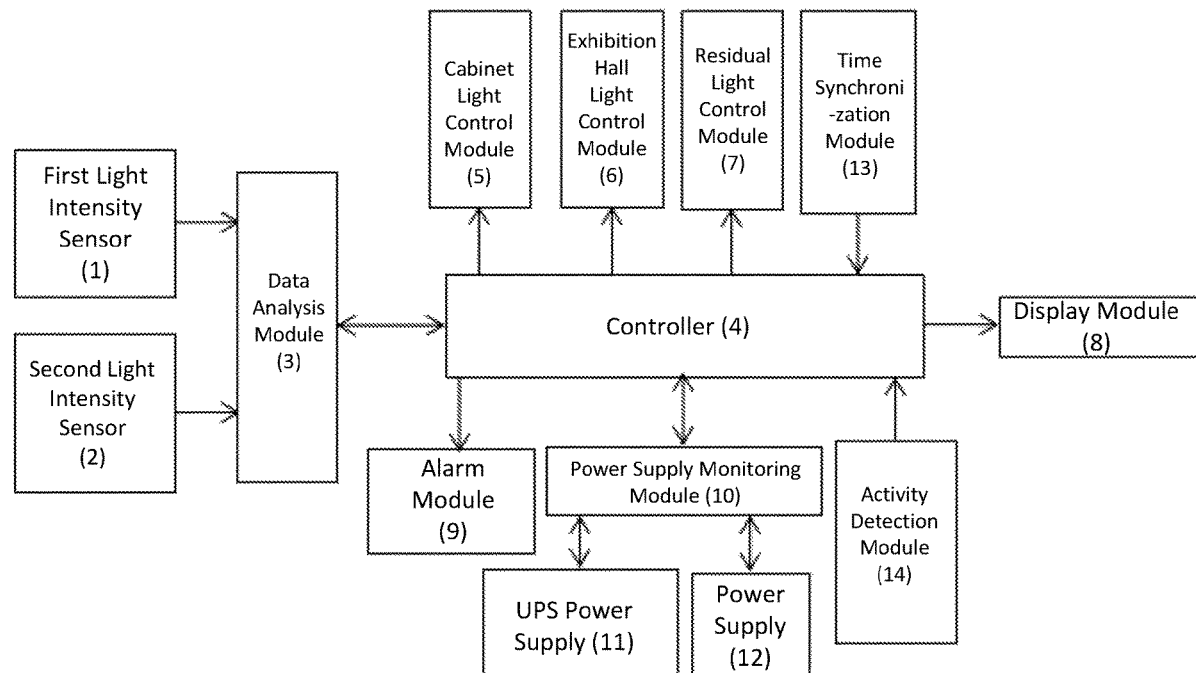 First Light
Intensity
Sensor
(1)
Second Light
Intensity
Sensor
(2)
Data
Analysis
Module
(3)
Cabinet
Light
Control
Module
(5)
Exhibition
Hall
Light
Control
Module
(6)
Residual
Light
Control
Module
(7)
Time
Synchroni
-zation
Module
(13)
Controller (4)
Display Module
(8)
Alarm
Module
(9)
Power Supply Monitoring
Module (10)
UPS Power
Supply (11)
Power
Supply
(12)
Activity
Detection
Module
(14)